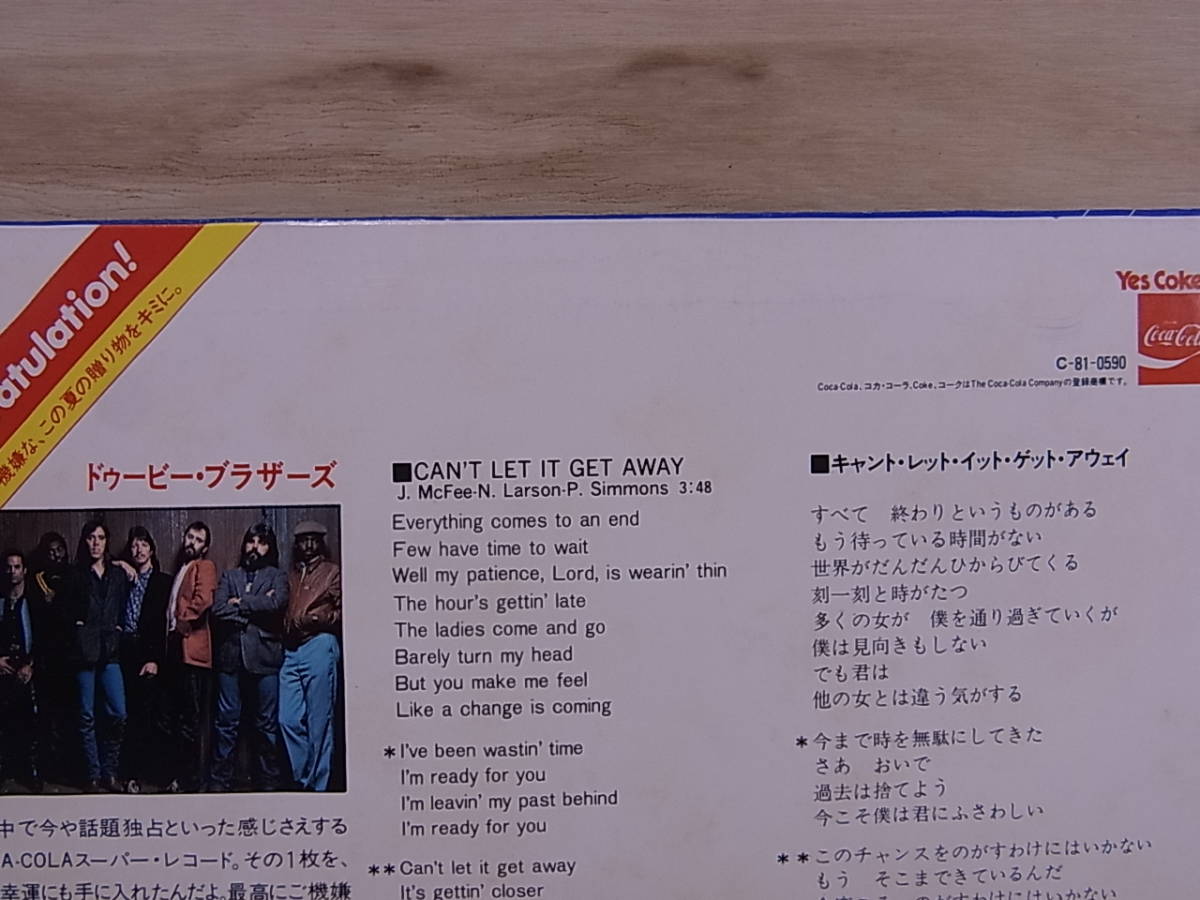 atulation!
機嫌な、この夏の贈り物をキミに。
Yes Coke
Coca-Cola
C-81-0590
Coca-Cola、コカ・コーラ、Coke、コークはThe Coca-Cola Companyの登録商標です。
ドゥービー・ブラザーズ
中で今や話題独占といった感じさえする
A-COLAスーパー・レコード。その1枚を、
幸運にも手に入れたんだよ。最高にご機嫌
■CAN'T LET IT GET AWAY
J. McFee-N. Larson-P. Simmons 3:48
Everything comes to an end
Few have time to wait
Well my patience, Lord, is wearin' thin
The hour's gettin' late
The ladies come and go
Barely turn my head
But you make me feel
Like a change is coming
*I've been wastin' time
I'm ready for you
I'm leavin' my past behind
I'm ready for you
**Can't let it get away
It's gettin' closer
■キャント・レット・イット・ゲット・アウェイ
すべて 終わりというものがある
もう待っている時間がない
世界がだんだんひからびてくる
刻一刻と時がたつ
多くの女が 僕を通り過ぎていくが
僕は見向きもしない
でも君は
他の女とは違う気がする
*今まで時を無駄にしてきた
さあ おいで
過去は捨てよう
今こそ僕は君にふさわしい
**このチャンスをのがすわけにはいかない
もう そこまできているんだ
のがすわけにはいかない